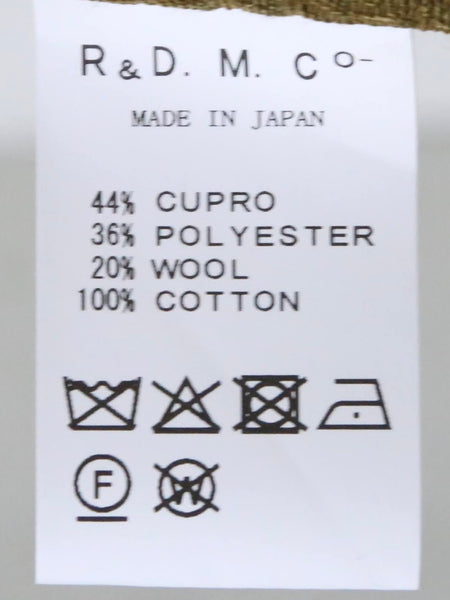 R & D. M. Co-
MADE IN JAPAN
44% CUPRO
36% POLYESTER
20% WOOL
100% COTTON
F W